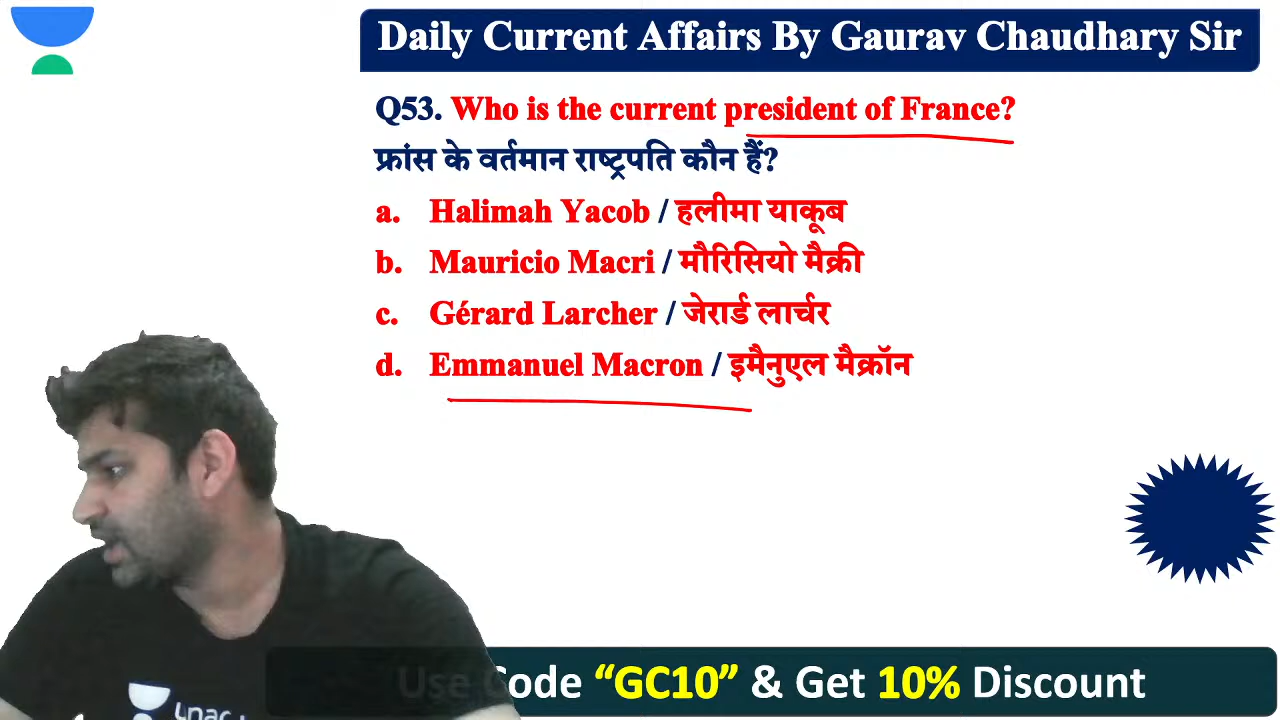 Daily Current Affairs By Gaurav Chaudhary Sir
Q53. Who is the current president of France?
फ्रांस के वर्तमान राष्ट्रपति कौन हैं?
a. Halimah Yacob / हलीमा याकूब
b. Mauricio Macri / मौरिसियो मैक्री
c. Gérard Larcher / जेरार्ड लार्चर
d. Emmanuel Macron / इमैनुएल मैक्रॉन
Use Code “GC10” & Get 10% Discount